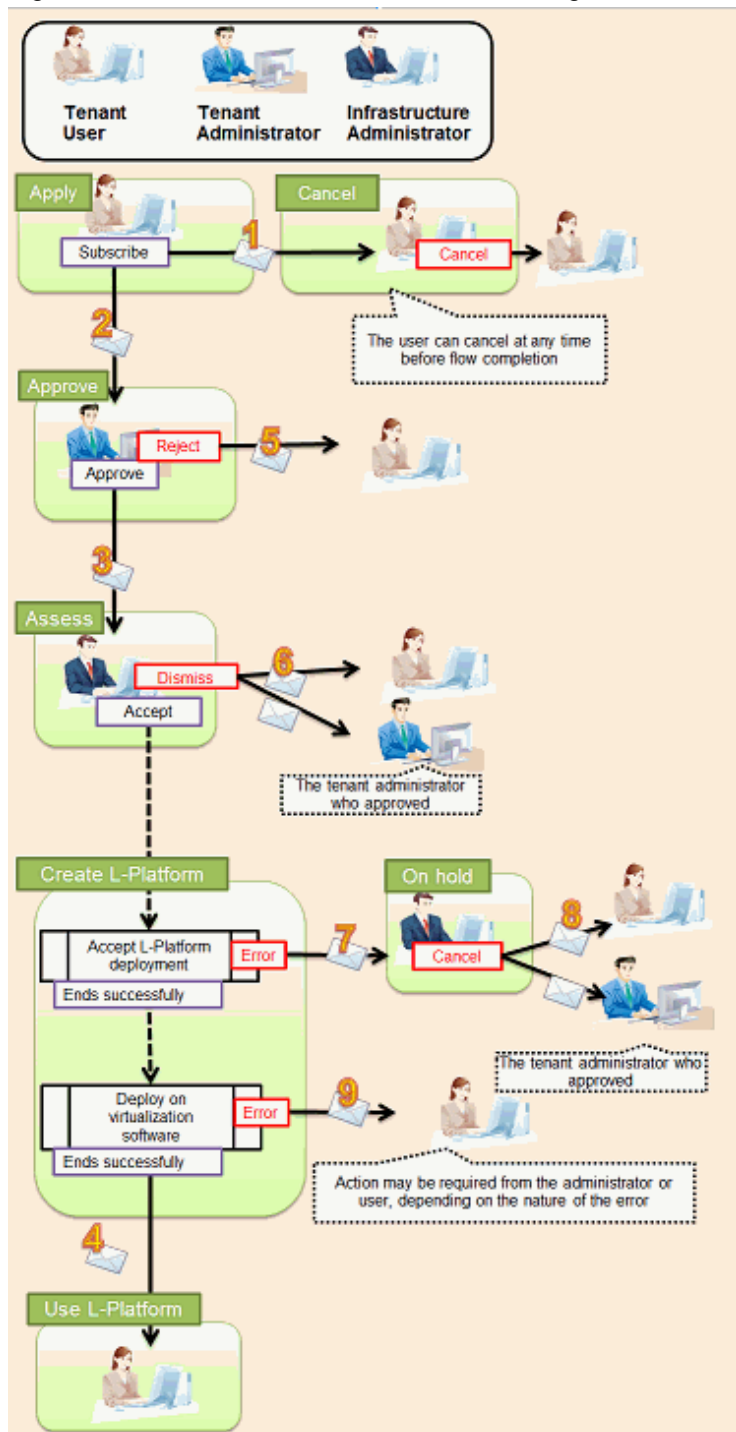 Tenant
User
Tenant
Administrator
Infrastructure
Administrator
Apply
Cancel
Subscribe
1
Cancel
2
The user can cancel at any time
before flow completion
Approve
Reject
5
Approve
3
Assess
Dismiss
6
Accept
The tenant administrator
who approved
Create L-Platform
On hold
Accept L-Platform
deployment
Error
7
Cancel
8
Ends successfully
The tenant administrator who
approved
Deploy on
virtualization
software
Error
9
Ends successfully
Action may be required from the administrator or
user, depending on the nature of the error
4
Use L-Platform